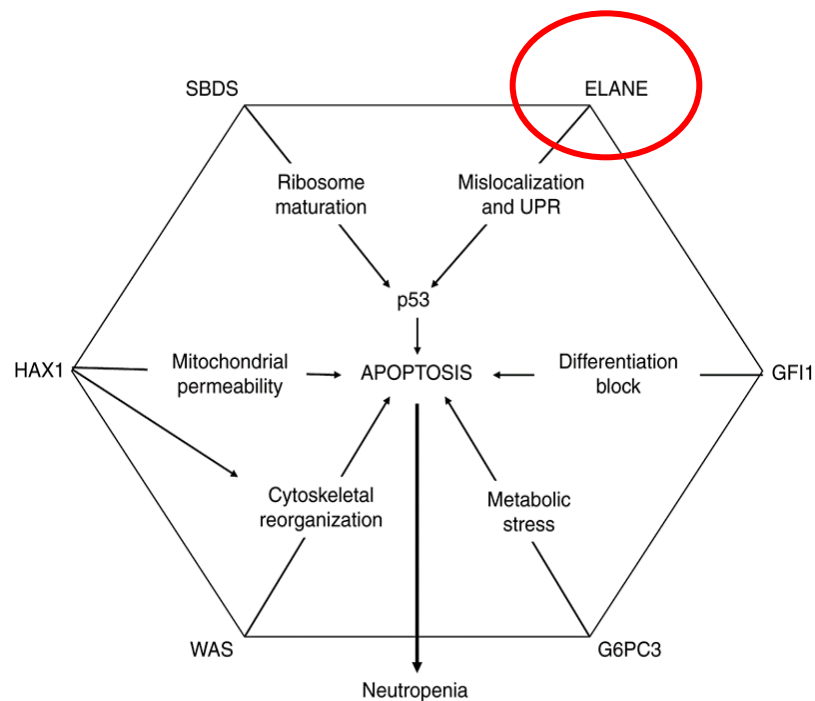 SBDS
ELANE
Ribosome
maturation
Mislocalization
and UPR
p53
HAX1
Mitochondrial
permeability
APOPTOSIS
Differentiation
block
GFI1
Cytoskeletal
reorganization
Metabolic
stress
WAS
G6PC3
Neutropenia